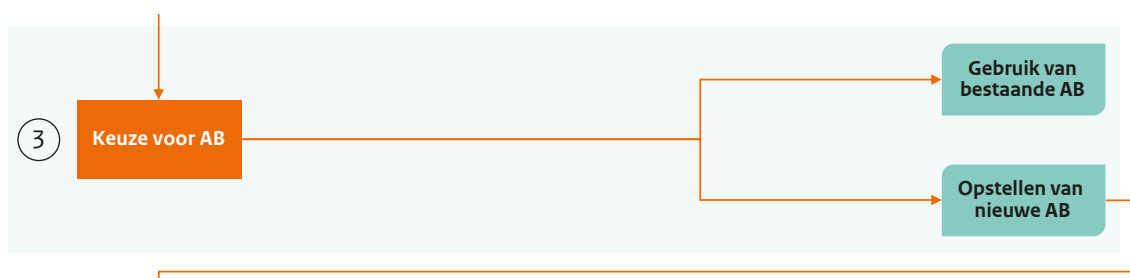 3
Keuze voor AB
Gebruik van
bestaande AB
Opstellen van
nieuwe AB